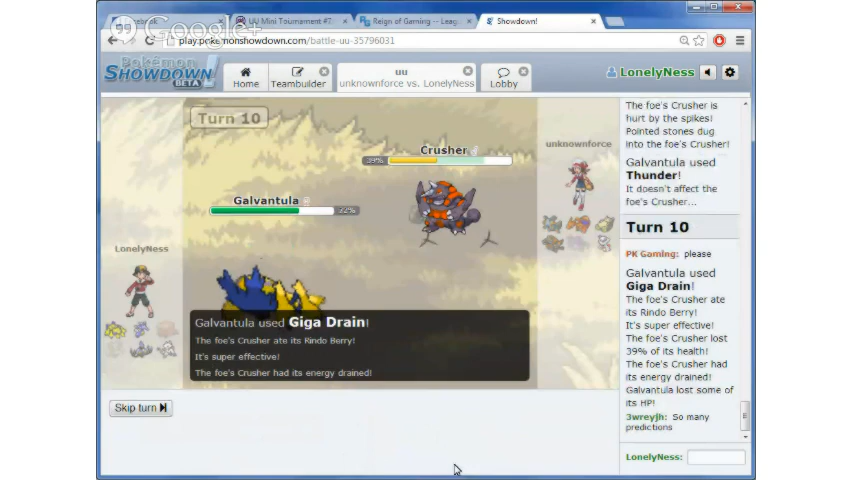 Google+
UU Mini Tournament #7
Reign of Gaming -- Leag
Showdown!
play.pokemonshowdown.com/battle-uu-35796031
Pokémon
SHOWDOWN!
BETA
Home
Teambuilder
uu
unknownforce vs. LonelyNess
Lobby
LonelyNess
Turn 10
Crusher
39%
Galvantula
72%
LonelyNess
unknownforce
Galvantula used Giga Drain!
The foe's Crusher ate its Rindo Berry!
It's super effective!
The foe's Crusher had its energy drained!
Skip turn
The foe's Crusher is
hurt by the spikes!
Pointed stones dug
into the foe's Crusher!
Galvantula used
Thunder!
It doesn't affect the
foe's Crusher...
Turn 10
PK Gaming: please
Galvantula used
Giga Drain!
The foe's Crusher ate
its Rindo Berry!
It's super effective!
The foe's Crusher lost
39% of its health!
The foe's Crusher had
its energy drained!
Galvantula lost some of
its HP!
3wreyjh: So many
predictions
LonelyNess: